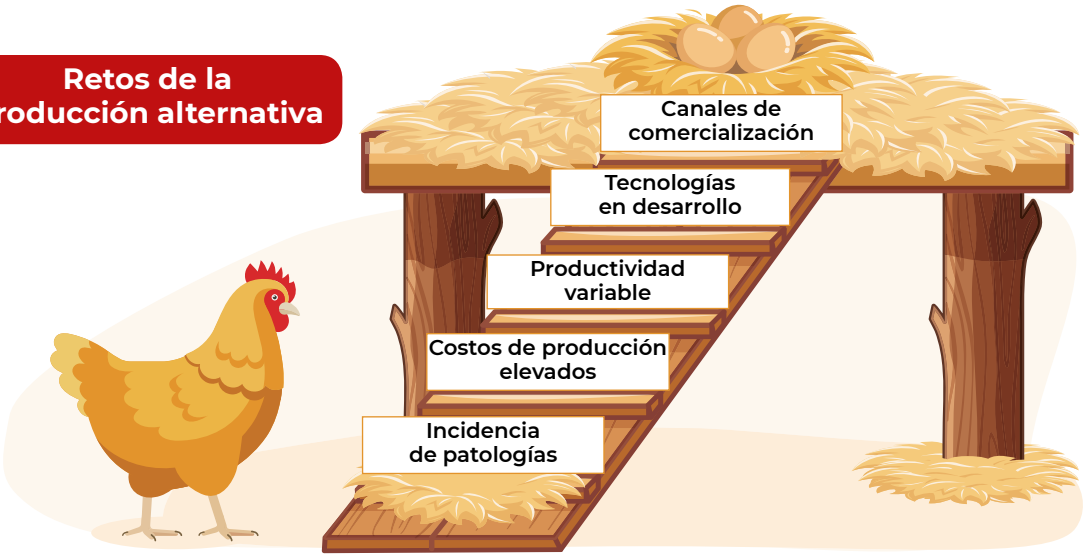 Retos de la
roducción alternativa
Canales de
comercialización
Tecnologías
en desarrollo
Productividad
variable
Costos de producción
elevados
Incidencia
de patologías